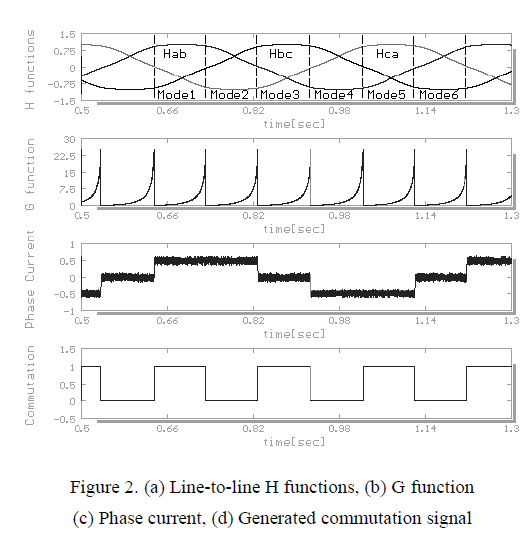 H functions
1.5
0.75
0
-0.75
-1.5
Hab Hbc Hca
Mode1 Mode2 Mode3 Mode4 Mode5 Mode6
0.5 0.66 0.82 0.98 1.14 1.3
time[sec]
G function
30
22.5
15
7.5
0
0.5 0.66 0.82 0.98 1.14 1.3
time[sec]
Phase Current
1
0.5
0
-0.5
-1
0.5 0.66 0.82 0.98 1.14 1.3
time[sec]
Commutation
1.5
1
0.5
0
-0.5
0.5 0.66 0.82 0.98 1.14 1.3
time[sec]
Figure 2. (a) Line-to-line H functions, (b) G function
(c) Phase current, (d) Generated commutation signal